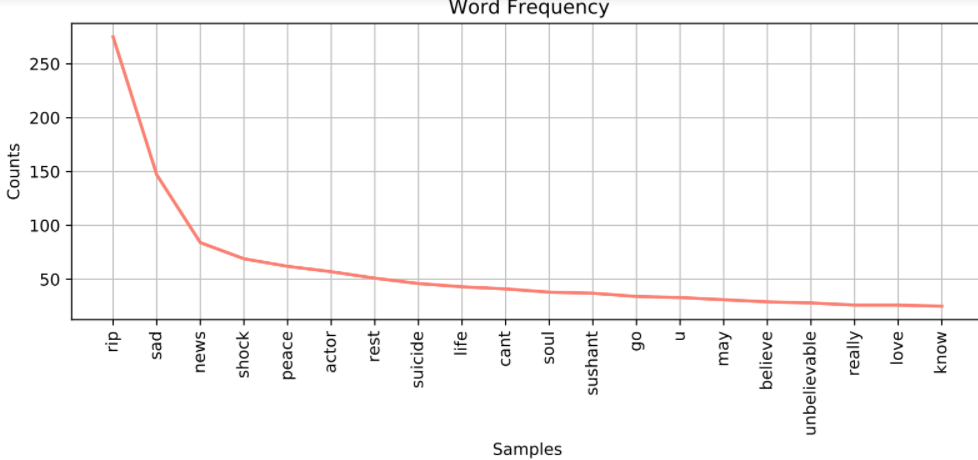 Word Frequency
250
200
150
100
50
Counts
rip
sad
news
shock
peace
actor
rest
suicide
life
cant
soul
sushant
go
u
may
believe
unbelievable
really
love
know
Samples